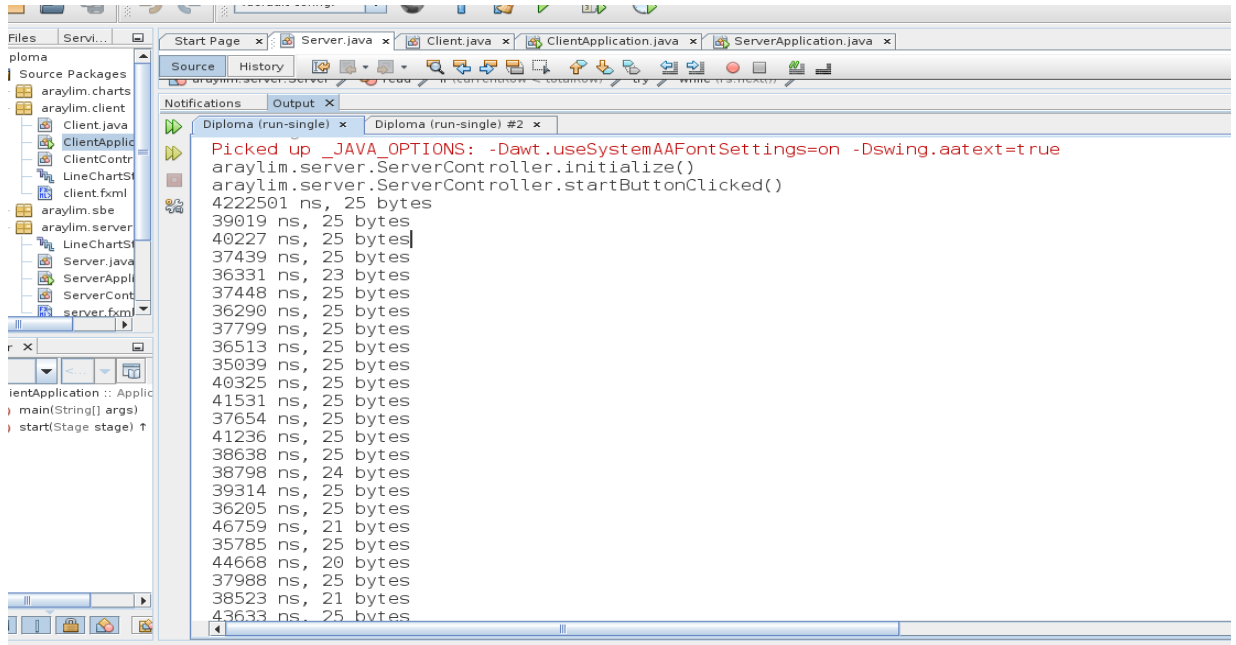 Files Servi...
Start Page Server.java Client.java ClientApplication.java ServerApplication.java
ploma
Source Packages
Source History
araylim.charts
araylim.client
Notifications Output
Client.java
Diploma (run-single) Diploma (run-single) #2
ClientApplic
ClientContr
LineChartSt
client.fxml
araylim.sbe
araylim.server
LineChartSt
Server.java
ServerAppli
ServerCont
server.fxml
ientApplication :: Applic
main(String[] args)
start(Stage stage) ↑
Picked up _JAVA_OPTIONS: -Dawt.useSystemAAFontSettings=on -Dswing.aatext=true
araylim.server.ServerController.initialize()
araylim.server.ServerController.startButtonClicked()
4222501 ns, 25 bytes
39019 ns, 25 bytes
40227 ns, 25 bytes
37439 ns, 25 bytes
36331 ns, 23 bytes
37448 ns, 25 bytes
36290 ns, 25 bytes
37799 ns, 25 bytes
36513 ns, 25 bytes
35039 ns, 25 bytes
40325 ns, 25 bytes
41531 ns, 25 bytes
37654 ns, 25 bytes
41236 ns, 25 bytes
38638 ns, 25 bytes
38798 ns, 24 bytes
39314 ns, 25 bytes
36205 ns, 25 bytes
46759 ns, 21 bytes
35785 ns, 25 bytes
44668 ns, 20 bytes
37988 ns, 25 bytes
38523 ns, 21 bytes
43633 ns, 25 bytes